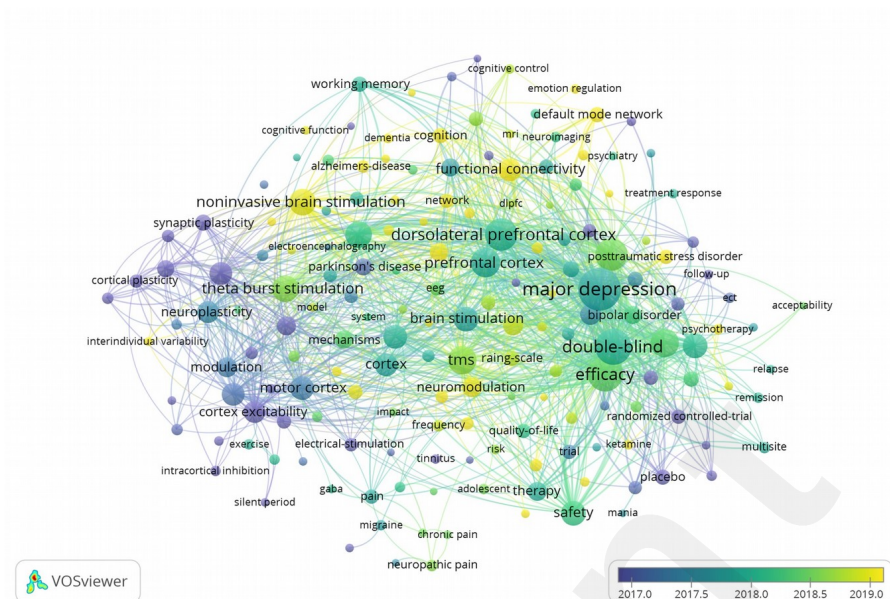 cognitive control
working memory
emotion regulation
default mode network
cognitive function
dementia cognition
mri neuroimaging
alzheimers-disease
functional connectivity
psychiatry
treatment response
noninvasive brain stimulation
network
dlpfc
synaptic plasticity
dorsolateral prefrontal cortex
electroencephalography
posttraumatic stress disorder
parkinson's disease
prefrontal cortex
follow-up
cortical plasticity
theta burst stimulation
eeg
major depression
ect
acceptability
neuroplasticity
model
system
brain stimulation
bipolar disorder
psychotherapy
interindividual variability
mechanisms
double-blind
modulation
cortex
tms
raing-scale
efficacy
relapse
motor cortex
neuromodulation
remission
cortex excitability
impact
randomized controlled-trial
frequency
quality-of-life
exercise
electrical-stimulation
risk
trial
ketamine
multisite
intracortical inhibition
tinnitus
placebo
silent period
gaba
pain
adolescent
therapy
migraine
safety
mania
chronic pain
neuropathic pain
VOSviewer
2017.0 2017.5 2018.0 2018.5 2019.0